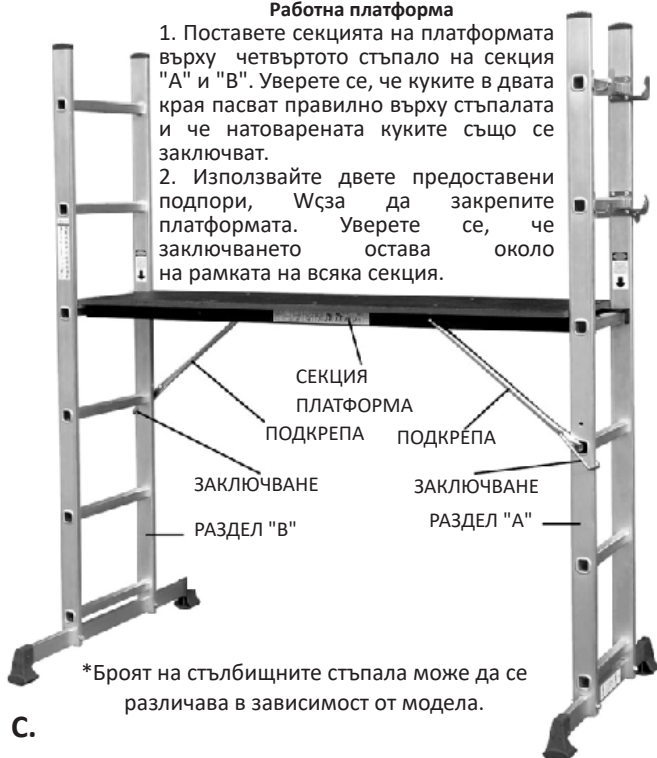 Работна платформа
1. Поставете секцията на платформата
върху четвъртото стъпало на секция
"А" и "В". Уверете се, че куките в двата
края пасват правилно върху стъпалата
и че натоварената куките също се
заключват.
2. Използвайте двете предоставени
подпори, Wçза да закрепите
платформата. Уверете се, че
заключването остава около
на рамката на всяка секция.
СЕКЦИЯ
ПЛАТФОРМА
ПОДКРЕПА
ПОДКРЕПА
ЗАКЛЮЧВАНЕ
ЗАКЛЮЧВАНЕ
РАЗДЕЛ "В"
РАЗДЕЛ "А"
*Броят на стълбищните стъпала може да се
различава в зависимост от модела.
C.